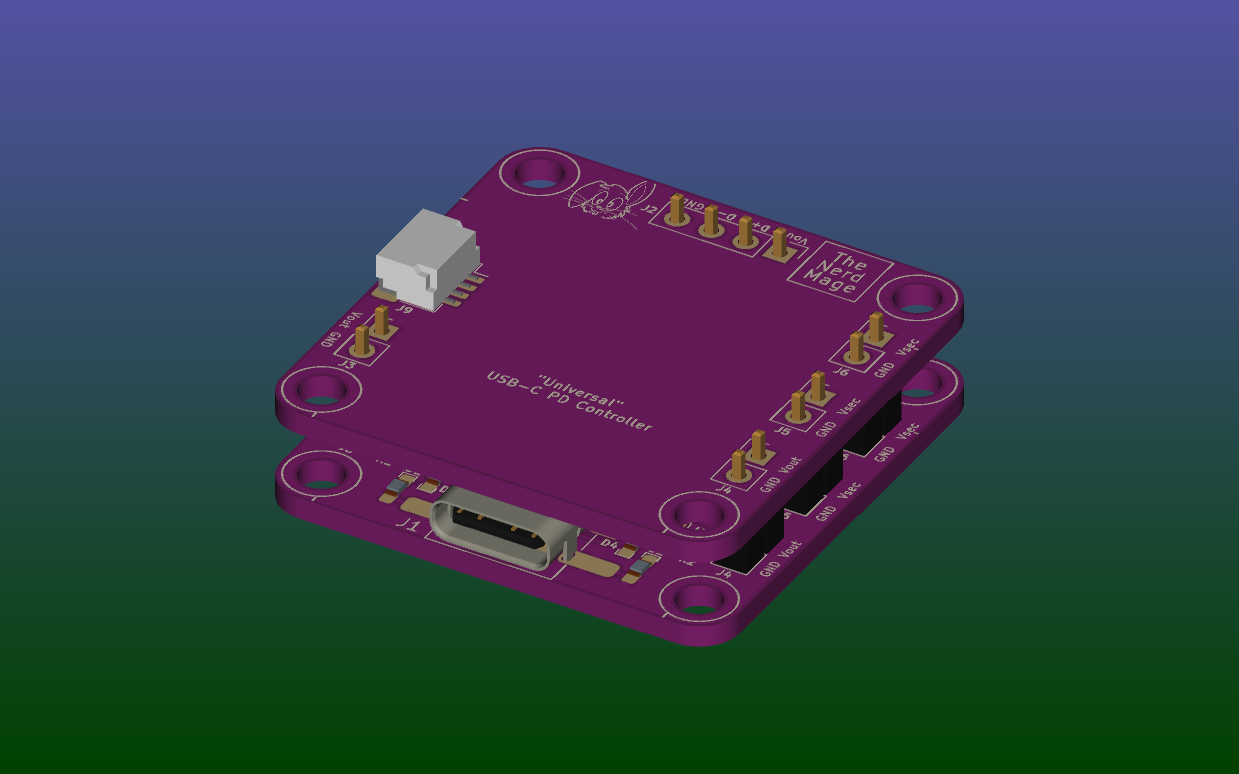 J2
GND
D-
D+
Vout
The
Nerd
Mage
J9
Vout
GND
J3
"Universal"
USB-C PD Controller
J6
GND
Vsec
J5
GND
Vsec
J4
GND
Vout
J1
D4
GND
Vsec
GND
Vsec
J4
GND
Vout